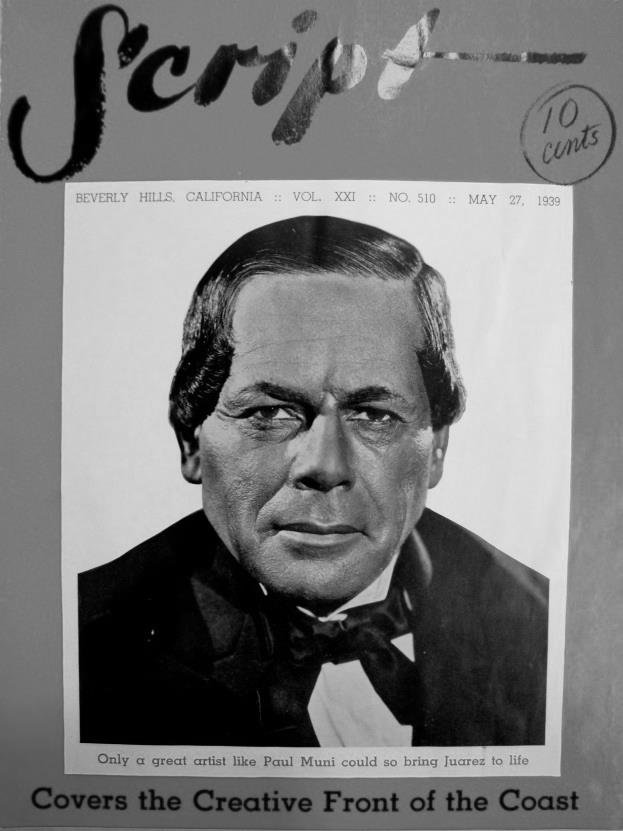 Script
10
cents
BEVERLY HILLS, CALIFORNIA :: VOL. XXI :: NO. 510 :: MAY 27, 1939
Only a great artist like Paul Muni could so bring Juarez to life
Covers the Creative Front of the Coast